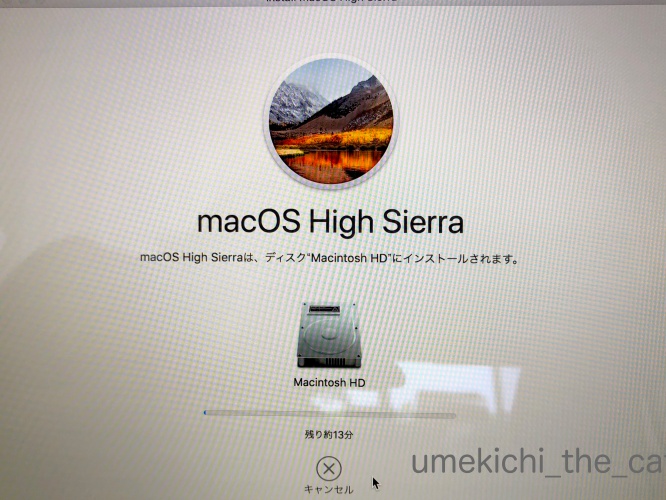 Install macOS High Sierra
macOS High Sierra
macOS High Sierraは、ディスク"Macintosh HD"にインストールされます。
Macintosh HD
残り約13分
キャンセル
umekichi_the_cat